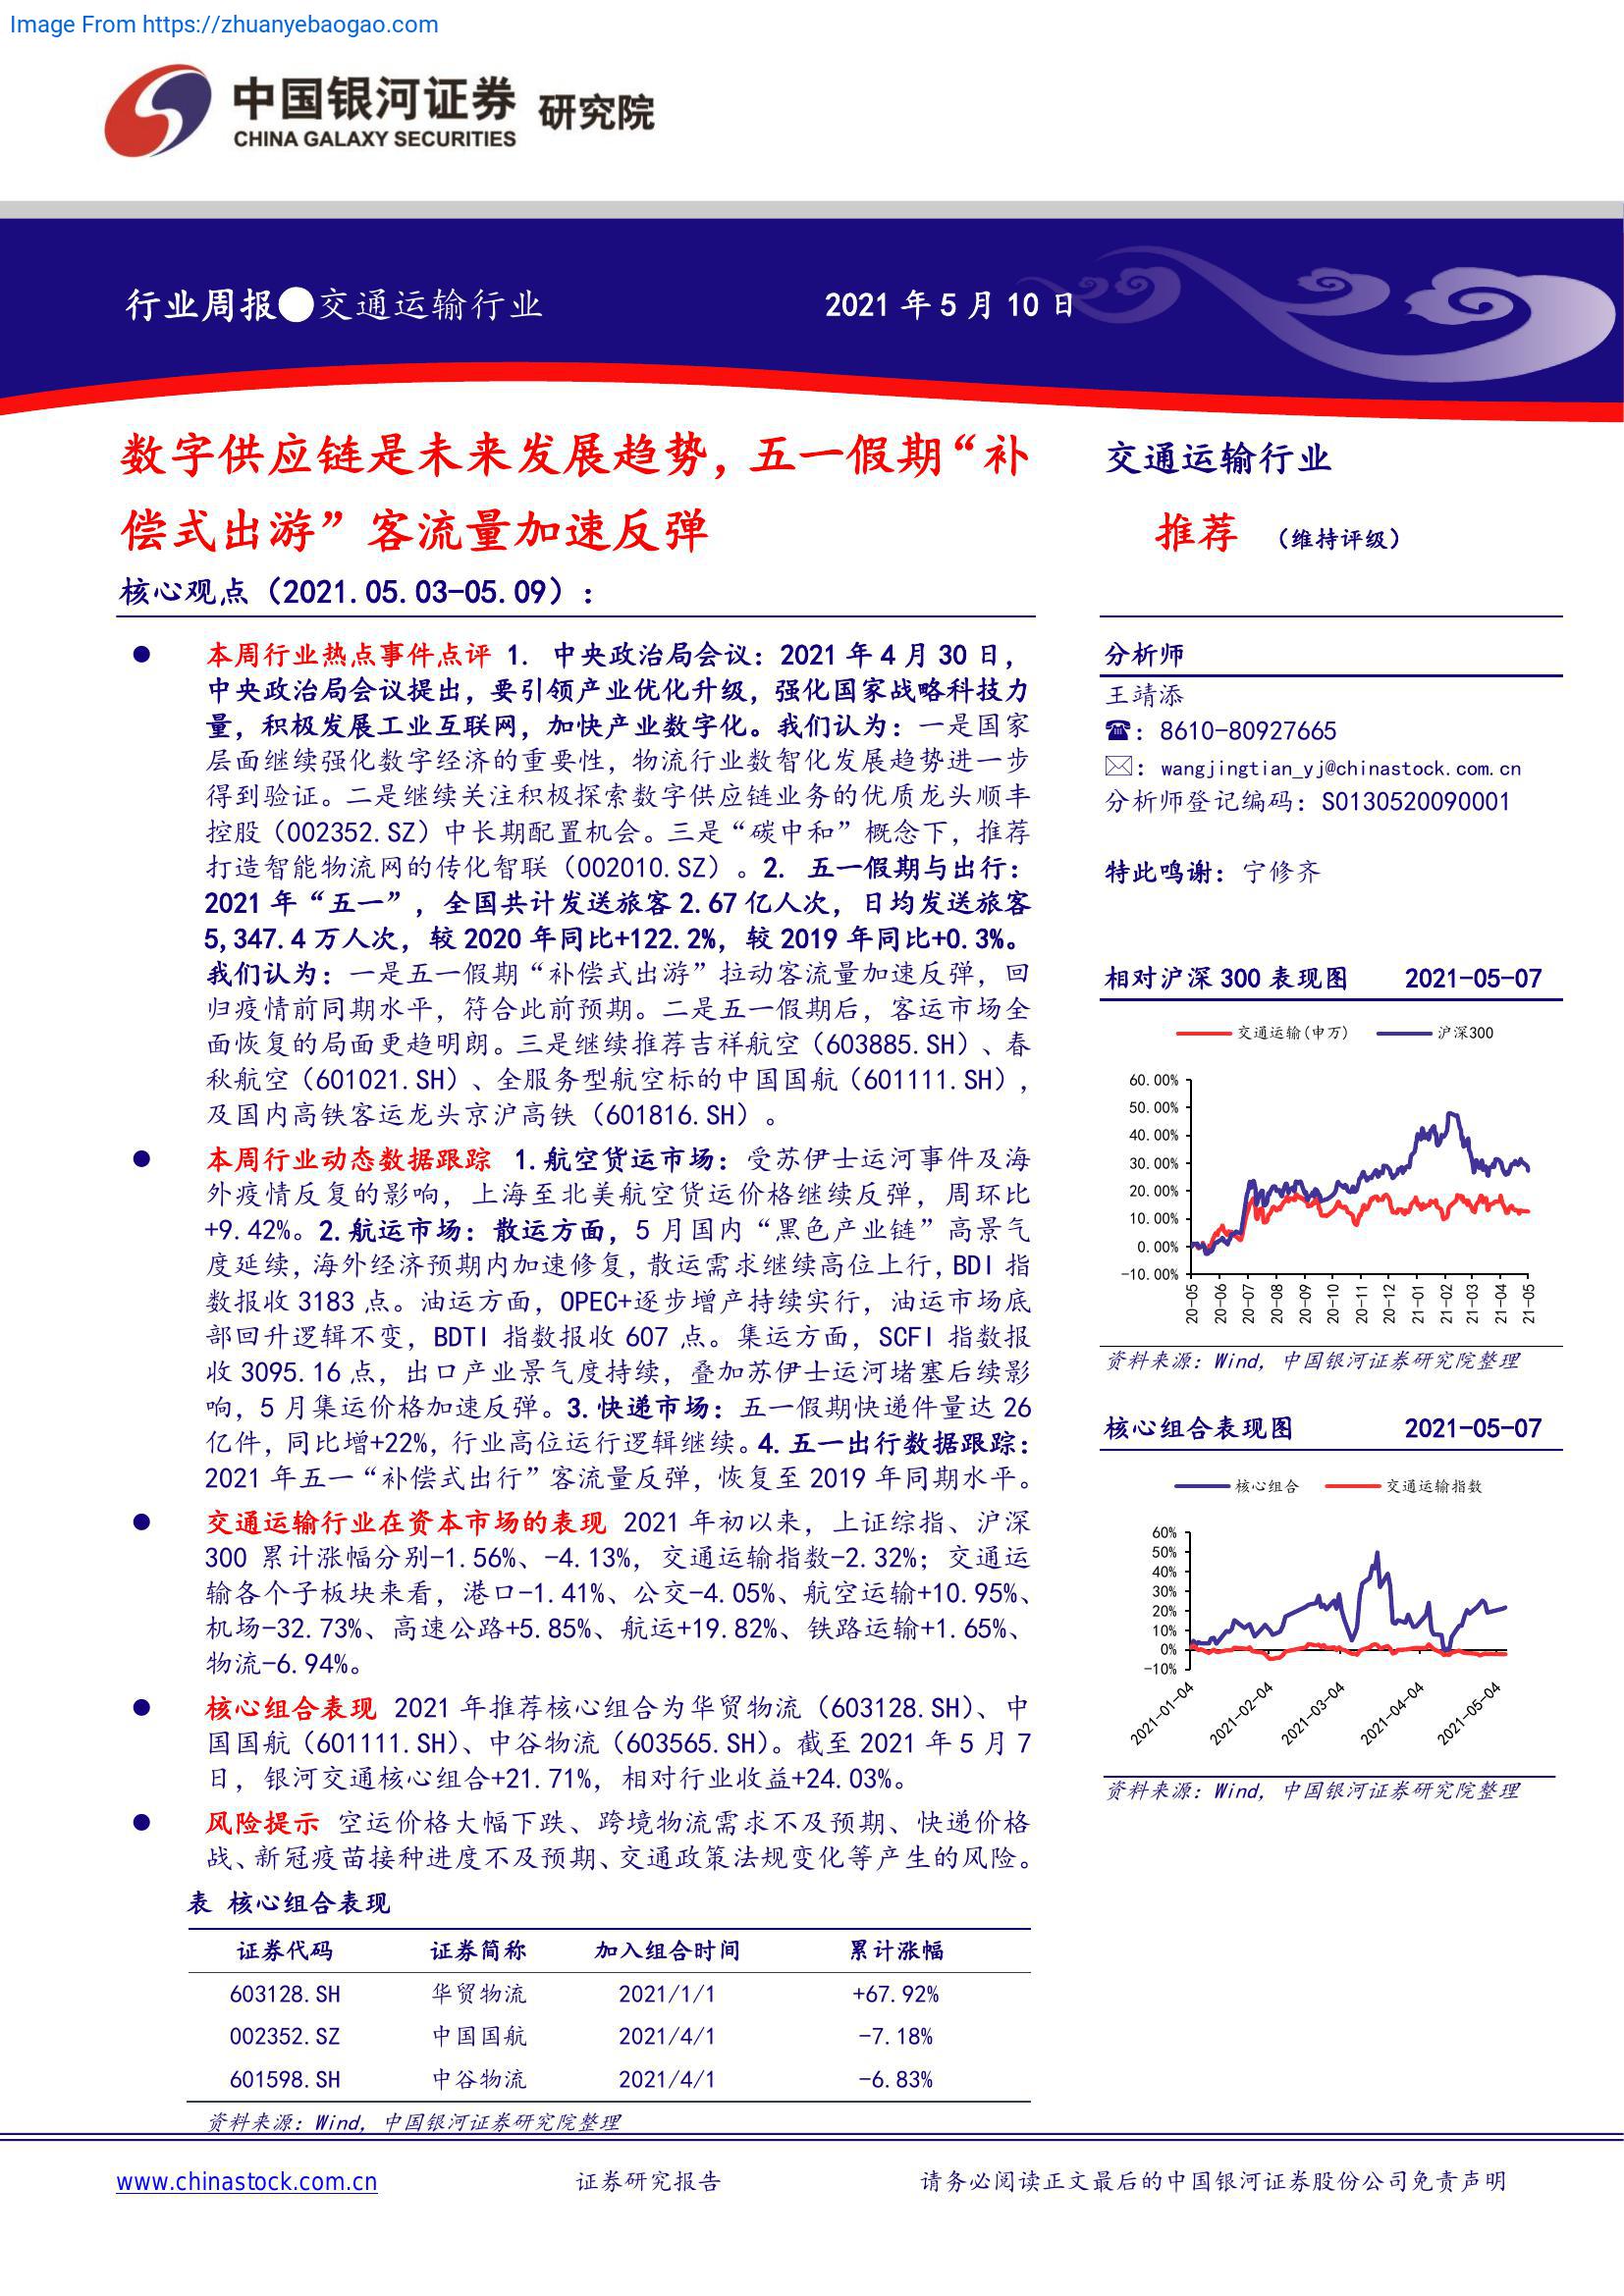 Image From https://zhuanyebaogao.com
中国银河证券 研究院
CHINA GALAXY SECURITIES
行业周报●交通运输行业
2021 年 5 月 10 日
数字供应链是未来发展趋势，五一假期“补
偿式出游”客流量加速反弹
核心观点（2021.05.03-05.09）：
● 本周行业热点事件点评 1. 中央政治局会议：2021 年 4 月 30 日，
中央政治局会议提出，要引领产业优化升级，强化国家战略科技力
量，积极发展工业互联网，加快产业数字化。我们认为：一是国家
层面继续强化数字经济的重要性，物流行业数智化发展趋势进一步
得到验证。二是继续关注积极探索数字供应链业务的优质龙头顺丰
控股（002352.SZ）中长期配置机会。三是“碳中和”概念下，推荐
打造智能物流网的传化智联（002010.SZ）。2. 五一假期与出行：
2021 年“五一”，全国共计发送旅客 2.67 亿人次，日均发送旅客
5,347.4 万人次，较 2020 年同比+122.2%，较 2019 年同比+0.3%。
我们认为：一是五一假期“补偿式出游”拉动客流量加速反弹，回
归疫情前同期水平，符合此前预期。二是五一假期后，客运市场全
面恢复的局面更趋明朗。三是继续推荐吉祥航空（603885.SH）、春
秋航空（601021.SH）、全服务型航空标的中国国航（601111.SH），
及国内高铁客运龙头京沪高铁（601816.SH）。
● 本周行业动态数据跟踪 1.航空货运市场：受苏伊士运河事件及海
外疫情反复的影响，上海至北美航空货运价格继续反弹，周环比
+9.42%。2.航运市场：散运方面，5 月国内“黑色产业链”高景气
度延续，海外经济预期内加速修复，散运需求继续高位上行，BDI 指
数报收 3183 点。油运方面，OPEC+逐步增产持续实行，油运市场底
部回升逻辑不变，BDTI 指数报收 607 点。集运方面，SCFI 指数报
收 3095.16 点，出口产业景气度持续，叠加苏伊士运河堵塞后续影
响，5 月集运价格加速反弹。3.快递市场：五一假期快递件量达 26
亿件，同比增+22%，行业高位运行逻辑继续。4.五一出行数据跟踪：
2021 年五一“补偿式出行”客流量反弹，恢复至 2019 年同期水平。
● 交通运输行业在资本市场的表现 2021 年初以来，上证综指、沪深
300 累计涨幅分别-1.56%、-4.13%，交通运输指数-2.32%；交通运
输各个子板块来看，港口-1.41%、公交-4.05%、航空运输+10.95%、
机场-32.73%、高速公路+5.85%、航运+19.82%、铁路运输+1.65%、
物流-6.94%。
● 核心组合表现 2021 年推荐核心组合为华贸物流（603128.SH）、中
国国航（601111.SH）、中谷物流（603565.SH）。截至 2021 年 5 月 7
日，银河交通核心组合+21.71%，相对行业收益+24.03%。
● 风险提示 空运价格大幅下跌、跨境物流需求不及预期、快递价格
战、新冠疫苗接种进度不及预期、交通政策法规变化等产生的风险。
表 核心组合表现
证券代码 证券简称 加入组合时间 累计涨幅
603128.SH 华贸物流 2021/1/1 +67.92%
002352.SZ 中国国航 2021/4/1 -7.18%
601598.SH 中谷物流 2021/4/1 -6.83%
资料来源：Wind，中国银河证券研究院整理
交通运输行业
推荐 （维持评级）
分析师
王靖添
☎：8610-80927665
✉：wangjingtian_yj@chinastock.com.cn
分析师登记编码：S0130520090001
特此鸣谢：宁修齐
相对沪深 300 表现图 2021-05-07
交通运输(申万) 沪深300
60.00%
50.00%
40.00%
30.00%
20.00%
10.00%
0.00%
-10.00%
20-05 20-06 20-07 20-08 20-09 20-10 20-11 20-12 21-01 21-02 21-03 21-04 21-05
资料来源：Wind，中国银河证券研究院整理
核心组合表现图 2021-05-07
核心组合 交通运输指数
60%
50%
40%
30%
20%
10%
0%
-10%
2021-01-04 2021-02-04 2021-03-04 2021-04-04 2021-05-04
资料来源：Wind，中国银河证券研究院整理
www.chinastock.com.cn 证券研究报告 请务必阅读正文最后的中国银河证券股份公司免责声明